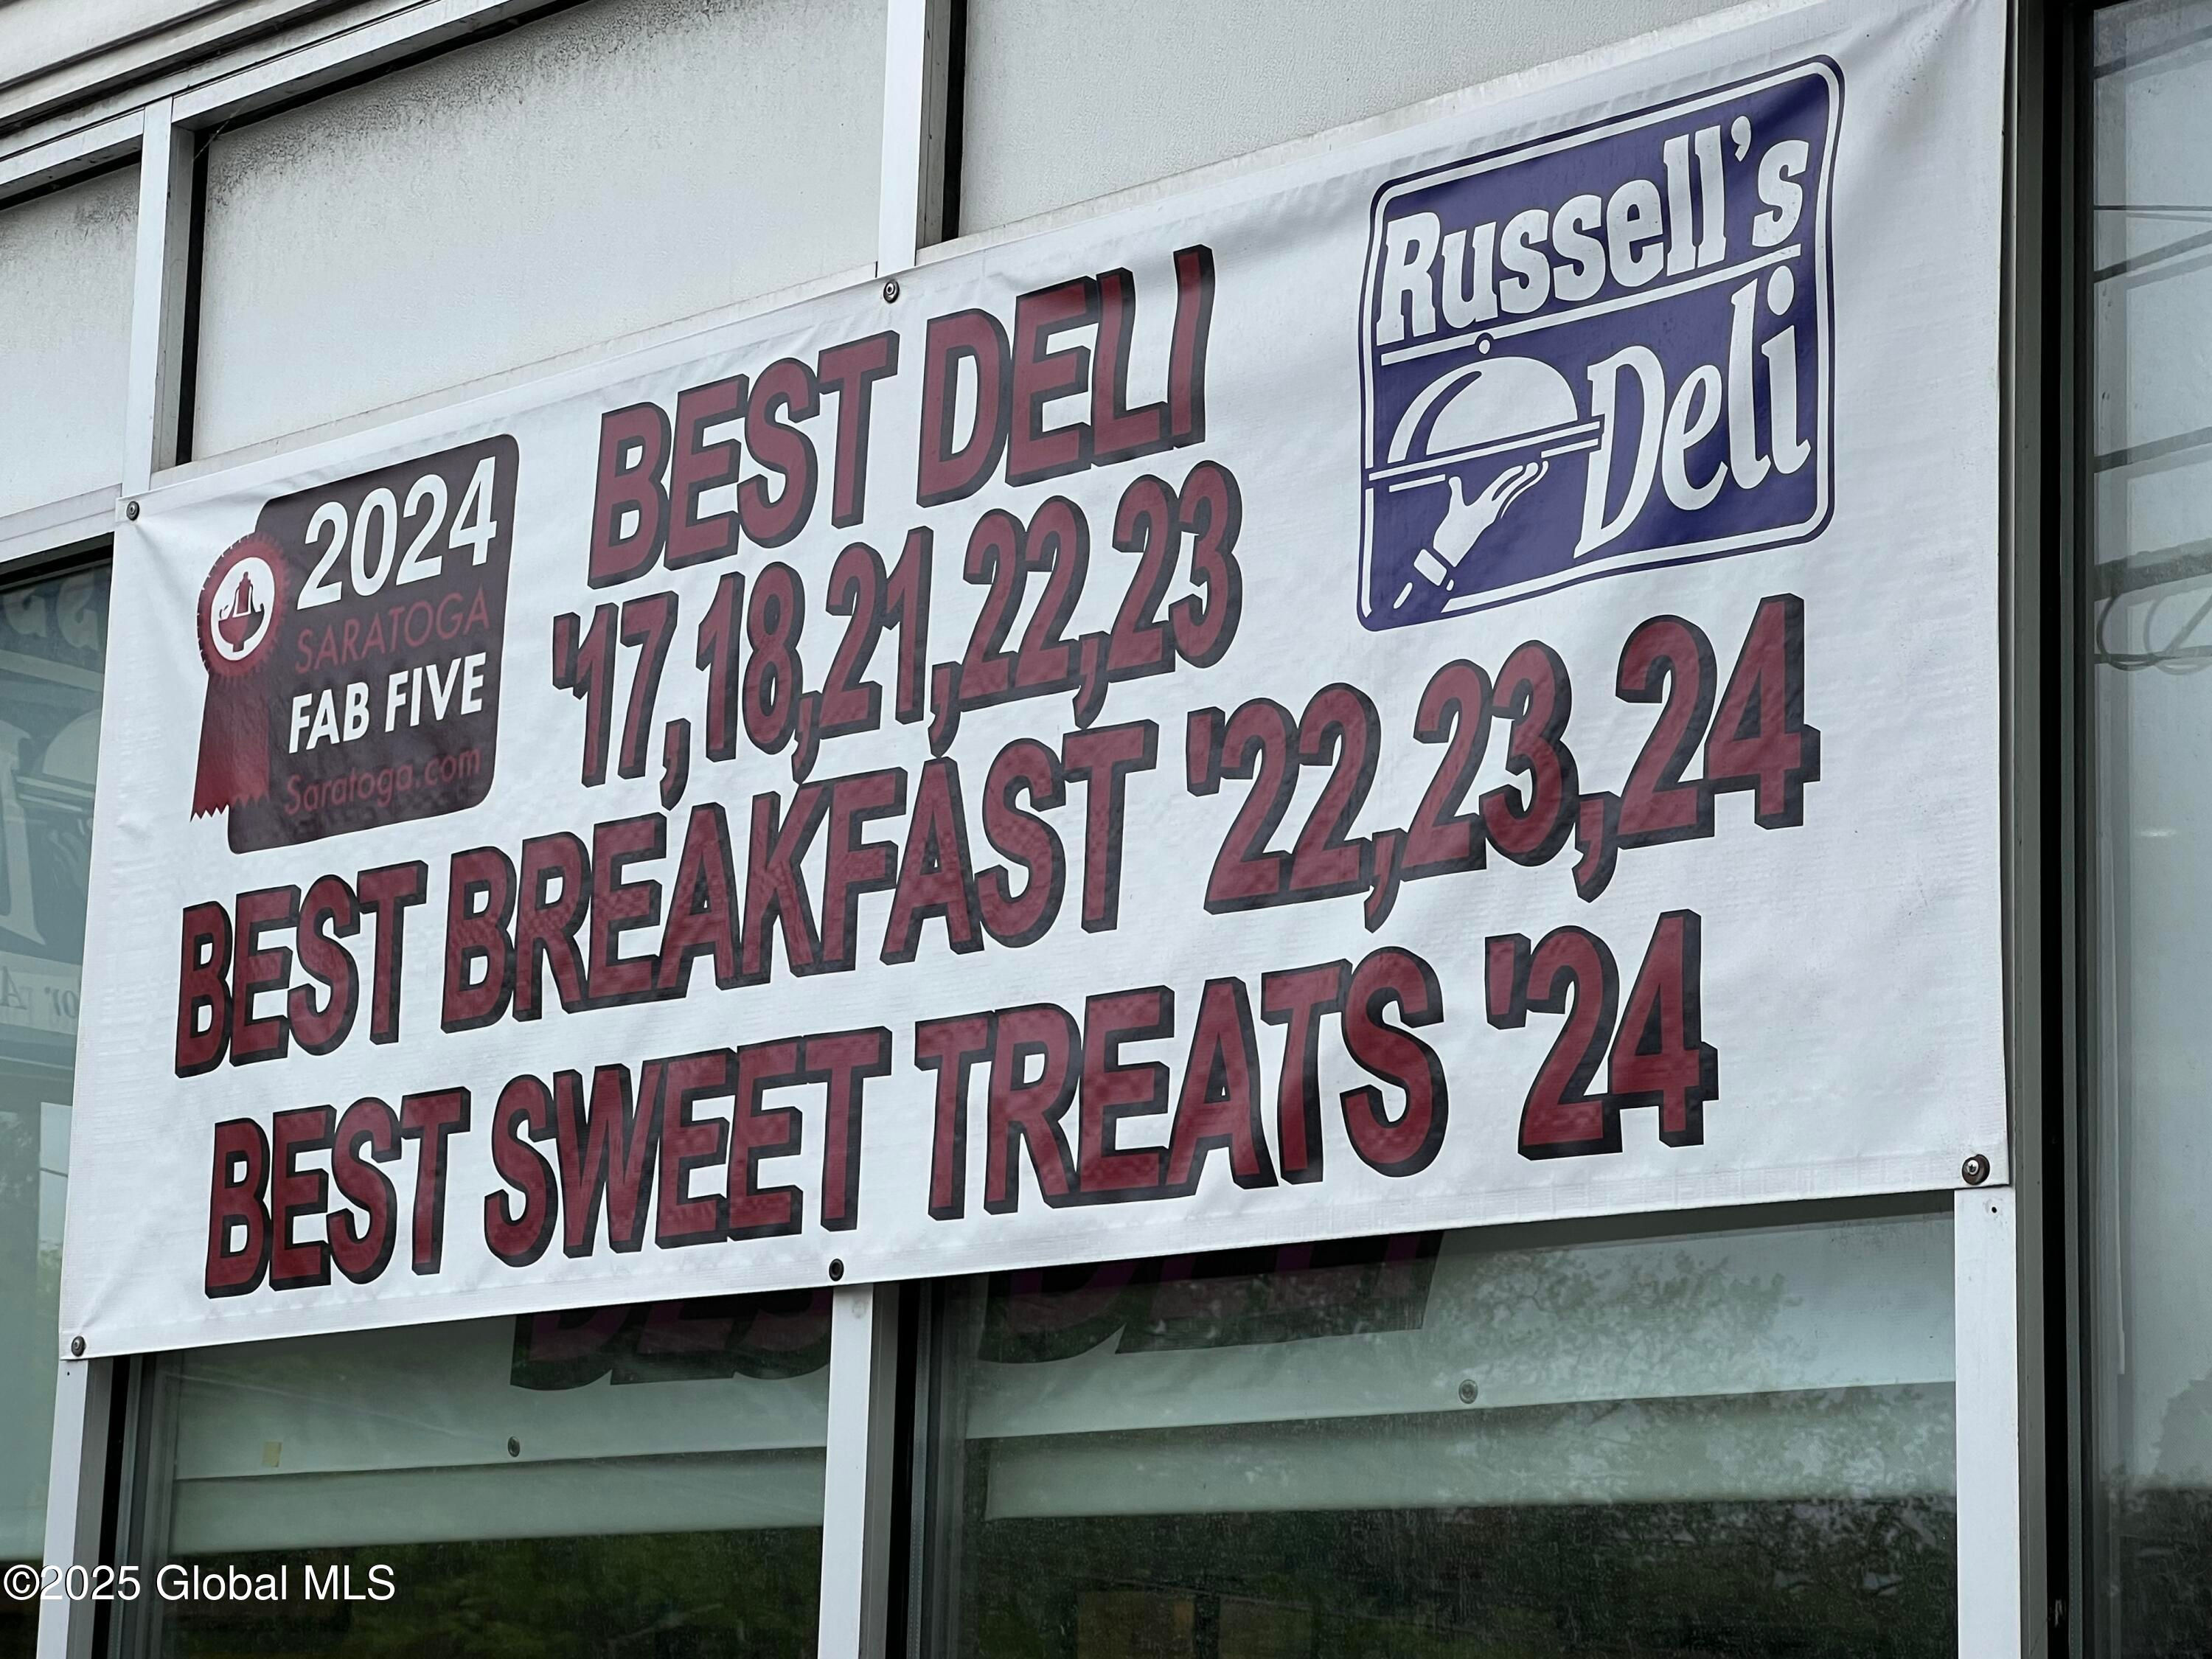 2024
SARATOGA
FAB FIVE
Saratoga.com
BEST DELI
'17,18,21,22,23
Russell's
Deli
BEST BREAKFAST '22,23,24
BEST SWEET TREATS '24
©2025 Global MLS